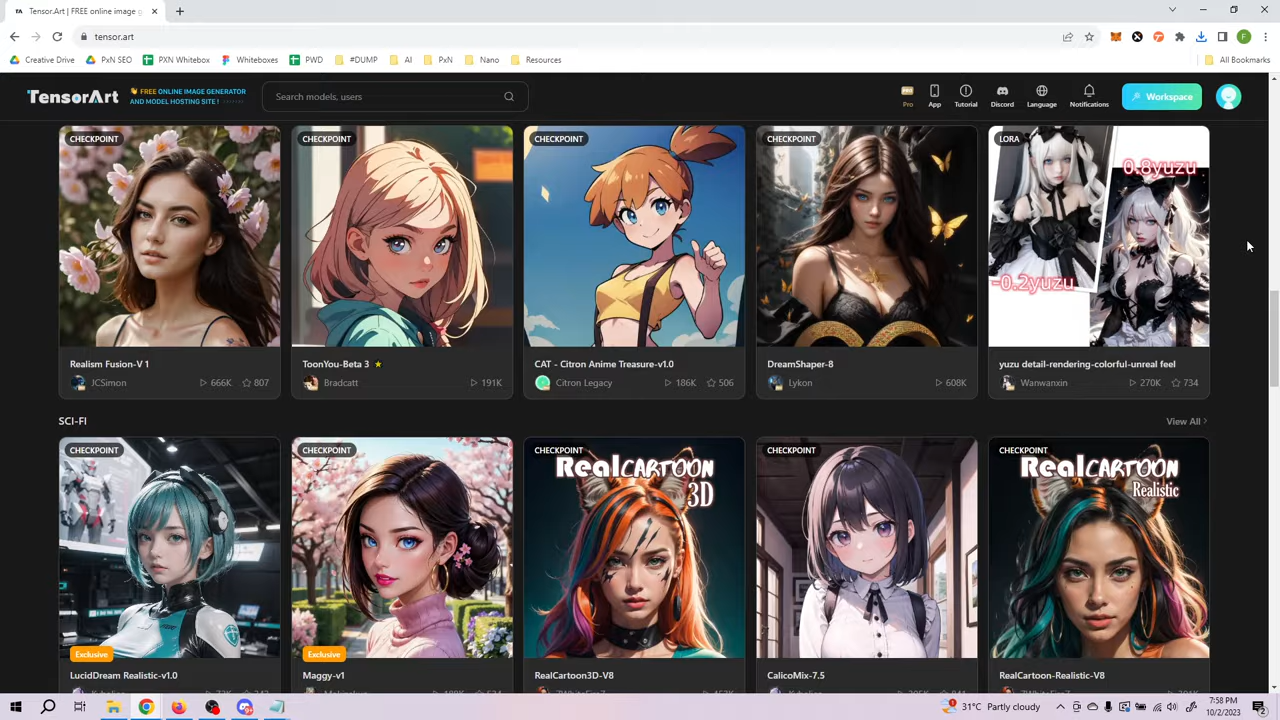 Tensor.Art | FREE online image g
tensor.art
Creative Drive
PxN SEO
PXN Whitebox
Whiteboxes
PWD
#DUMP
AI
PxN
Nano
Resources
All Bookmarks
TensorArt
FREE ONLINE IMAGE GENERATOR
AND MODEL HOSTING SITE !
Search models, users
Pro
App
Tutorial
Discord
Language
Notifications
Workspace
CHECKPOINT
CHECKPOINT
CHECKPOINT
CHECKPOINT
LORA
0.8yuzu
-0.2yuzu
Realism Fusion-V 1
ToonYou-Beta 3
CAT - Citron Anime Treasure-v1.0
DreamShaper-8
yuzu detail-rendering-colorful-unreal feel
JCSimon
666K
807
Bradcatt
191K
Citron Legacy
186K
506
Lykon
608K
Wanwanxin
270K
734
SCI-FI
View All
CHECKPOINT
CHECKPOINT
CHECKPOINT
CHECKPOINT
CHECKPOINT
RealCARTOON
3D
RealCARTOON
Realistic
Exclusive
Exclusive
LucidDream Realistic-v1.0
Maggy-v1
RealCartoon3D-V8
CalicoMix-7.5
RealCartoon-Realistic-V8
31°C Partly cloudy
7:58 PM
10/2/2023